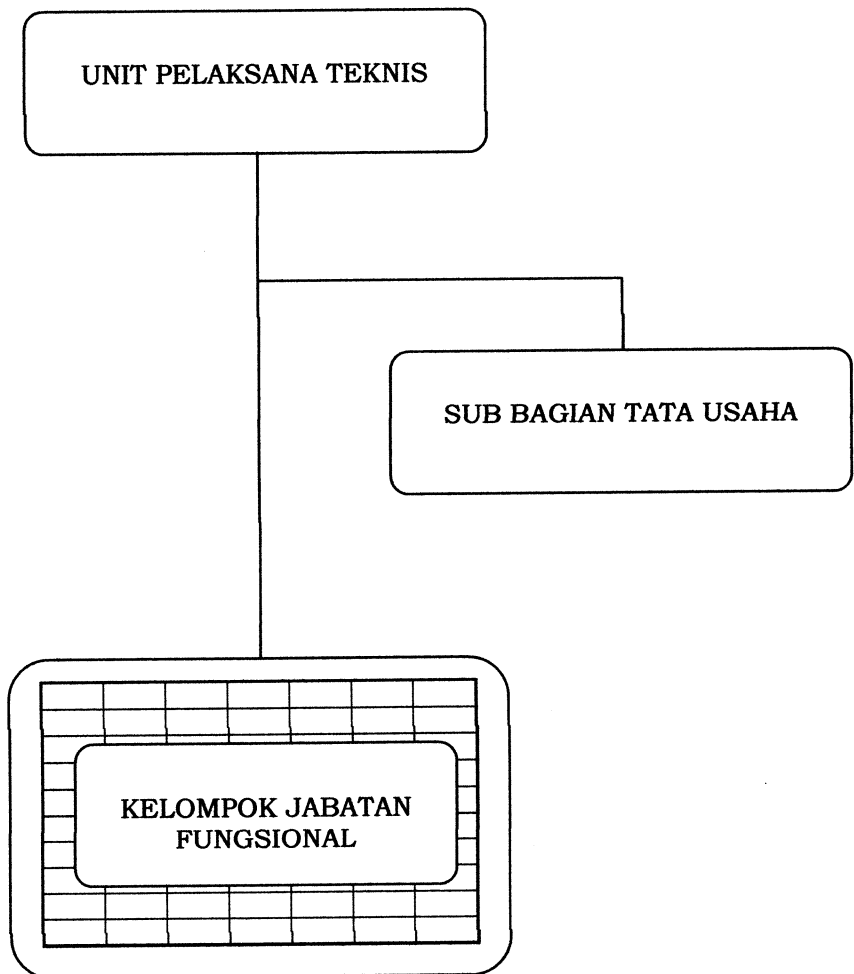 UNIT PELAKSANA TEKNIS
SUB BAGIAN TATA USAHA
KELOMPOK JABATAN
FUNGSIONAL